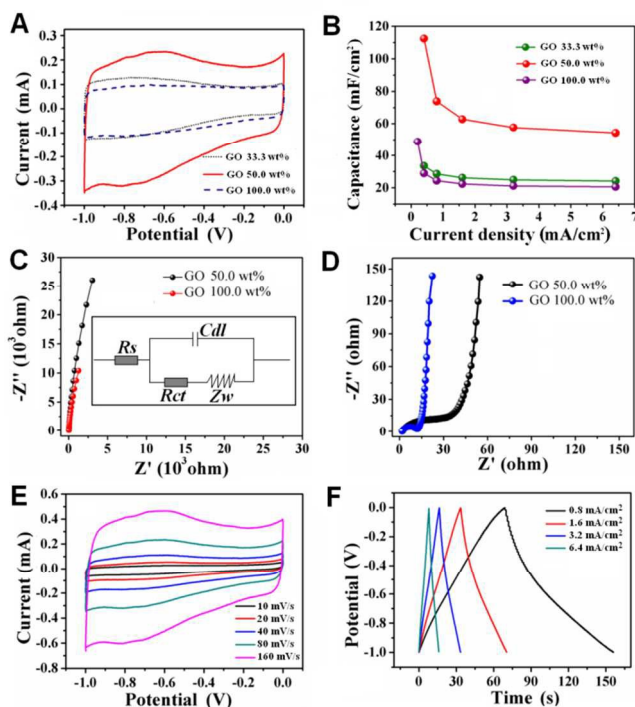 A
Current (mA)
0.3
0.2
0.1
0.0
-0.1
-0.2
-0.3
-0.4
GO 33.3 wt%
GO 50.0 wt%
GO 100.0 wt%
-1.0 -0.8 -0.6 -0.4 -0.2 0.0
Potential (V)
B
Capacitance (mF/cm²)
120
100
80
60
40
20
GO 33.3 wt%
GO 50.0 wt%
GO 100.0 wt%
0 1 2 3 4 5 6 7
Current density (mA/cm²)
C
-Z'' (10³ohm)
30
25
20
15
10
5
0
GO 50.0 wt%
GO 100.0 wt%
Rs
Cdl
Rct
Zw
0 5 10 15 20 25 30
Z' (10³ohm)
D
-Z'' (ohm)
150
120
90
60
30
0
GO 50.0 wt%
GO 100.0 wt%
0 30 60 90 120 150
Z' (ohm)
E
Current (mA)
0.6
0.4
0.2
0.0
-0.2
-0.4
-0.6
-0.8
10 mV/s
20 mV/s
40 mV/s
80 mV/s
160 mV/s
-1.0 -0.8 -0.6 -0.4 -0.2 0.0
Potential (V)
F
Potential (V)
0.0
-0.2
-0.4
-0.6
-0.8
-1.0
0.8 mA/cm²
1.6 mA/cm²
3.2 mA/cm²
6.4 mA/cm²
0 30 60 90 120 150
Time (s)